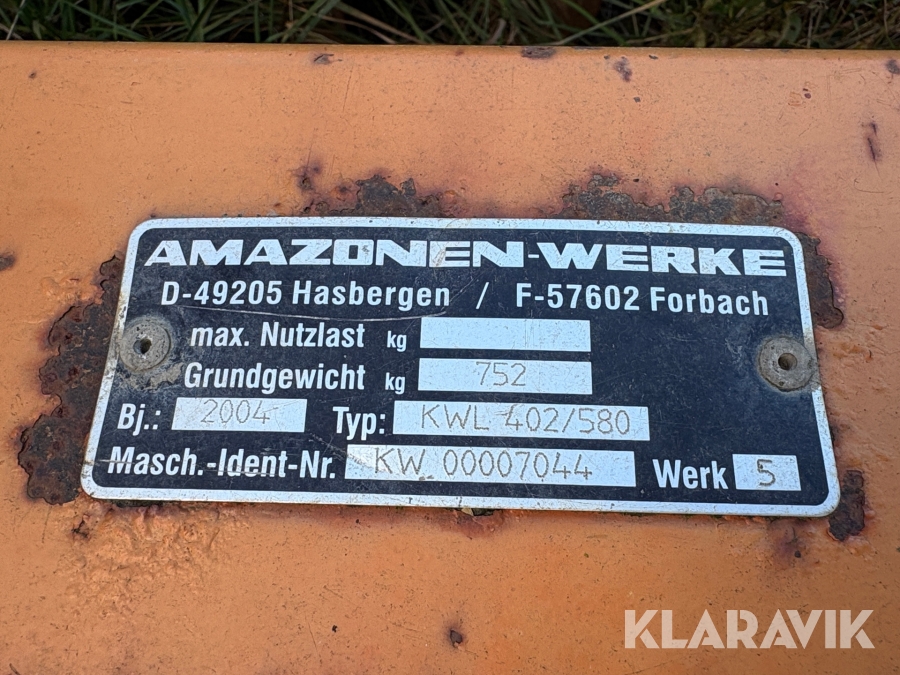 AMAZONEN-WERKE
D-49205 Hasbergen / F-57602 Forbach
max. Nutzlast kg
Grundgewicht kg 752
Bj.: 2004 Typ: KWL 402/580
Masch.-Ident-Nr. KW 00007044 Werk 5
KLARAVIK